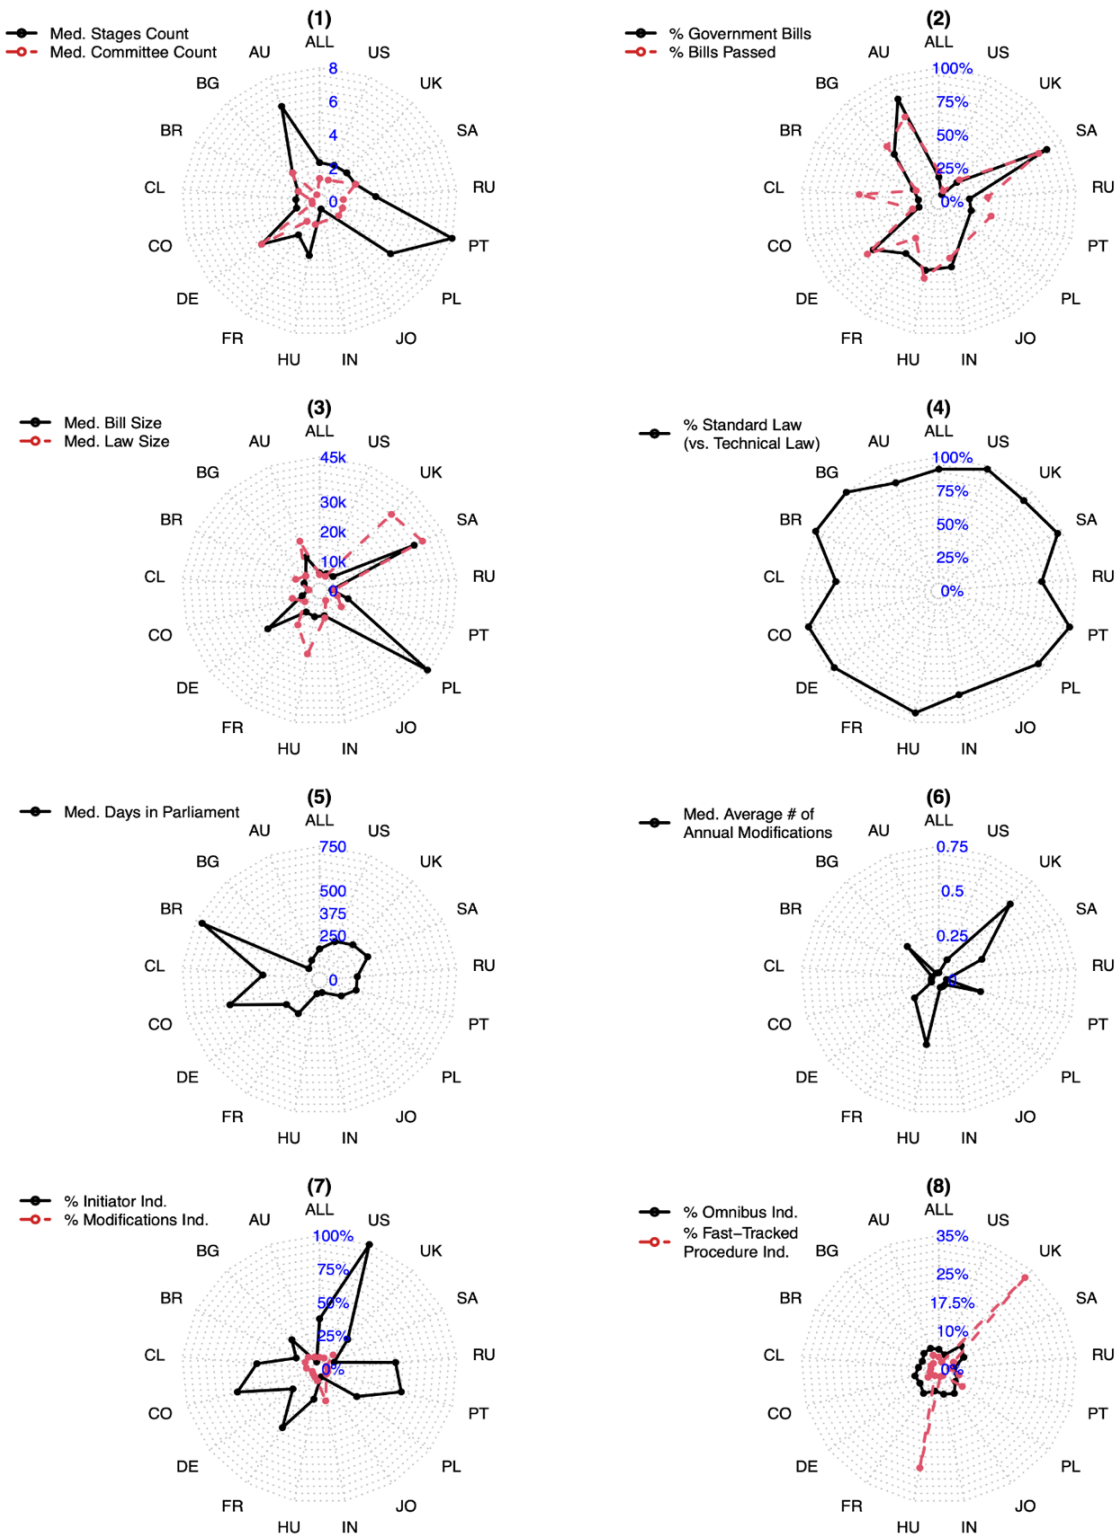 (1)
Med. Stages Count
Med. Committee Count
ALL
US
UK
SA
RU
PT
PL
JO
IN
HU
FR
DE
CO
CL
BR
BG
AU
8
6
4
2
0
(2)
% Government Bills
% Bills Passed
ALL
US
UK
SA
RU
PT
PL
JO
IN
HU
FR
DE
CO
CL
BR
BG
AU
100%
75%
50%
25%
0%
(3)
Med. Bill Size
Med. Law Size
ALL
US
UK
SA
RU
PT
PL
JO
IN
HU
FR
DE
CO
CL
BR
BG
AU
45k
30k
20k
10k
0
(4)
% Standard Law
(vs. Technical Law)
ALL
US
UK
SA
RU
PT
PL
JO
IN
HU
FR
DE
CO
CL
BR
BG
AU
100%
75%
50%
25%
0%
(5)
Med. Days in Parliament
ALL
US
UK
SA
RU
PT
PL
JO
IN
HU
FR
DE
CO
CL
BR
BG
AU
750
500
375
250
0
(6)
Med. Average # of
Annual Modifications
ALL
US
UK
SA
RU
PT
PL
JO
IN
HU
FR
DE
CO
CL
BR
BG
AU
0.75
0.5
0.25
0
(7)
% Initiator Ind.
% Modifications Ind.
ALL
US
UK
SA
RU
PT
PL
JO
IN
HU
FR
DE
CO
CL
BR
BG
AU
100%
75%
50%
25%
0%
(8)
% Omnibus Ind.
% Fast−Tracked
Procedure Ind.
ALL
US
UK
SA
RU
PT
PL
JO
IN
HU
FR
DE
CO
CL
BR
BG
AU
35%
25%
17.5%
10%
0%